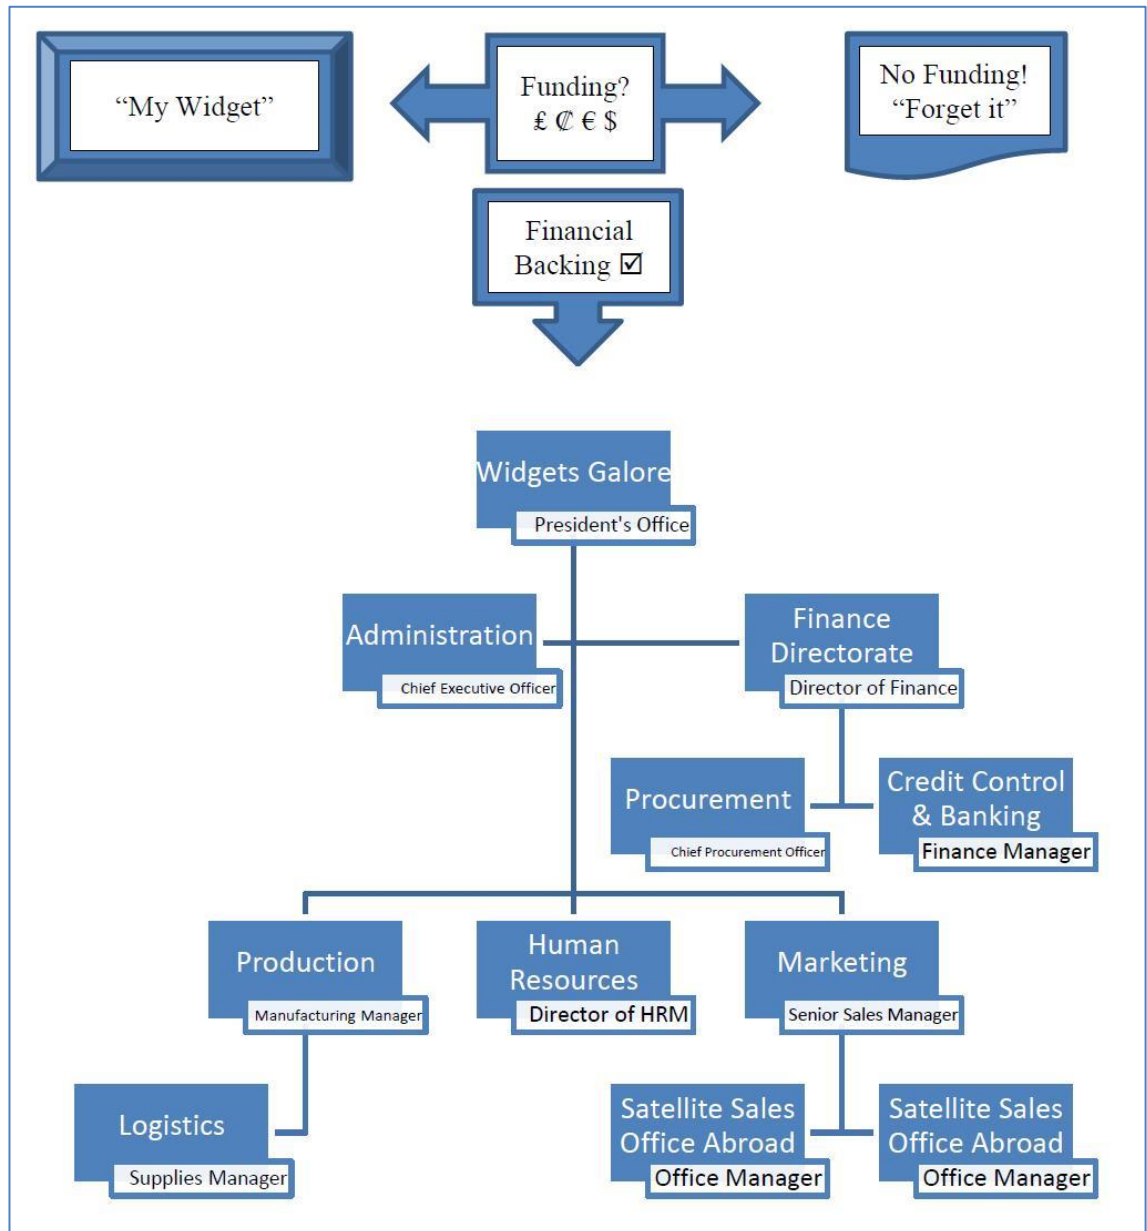 “My Widget”
Funding?
£ ₡ € $
No Funding!
“Forget it”
Financial
Backing ☑
Widgets Galore
President's Office
Administration
Chief Executive Officer
Finance
Directorate
Director of Finance
Procurement
Chief Procurement Officer
Credit Control
& Banking
Finance Manager
Production
Manufacturing Manager
Human
Resources
Director of HRM
Marketing
Senior Sales Manager
Logistics
Supplies Manager
Satellite Sales
Office Abroad
Office Manager
Satellite Sales
Office Abroad
Office Manager